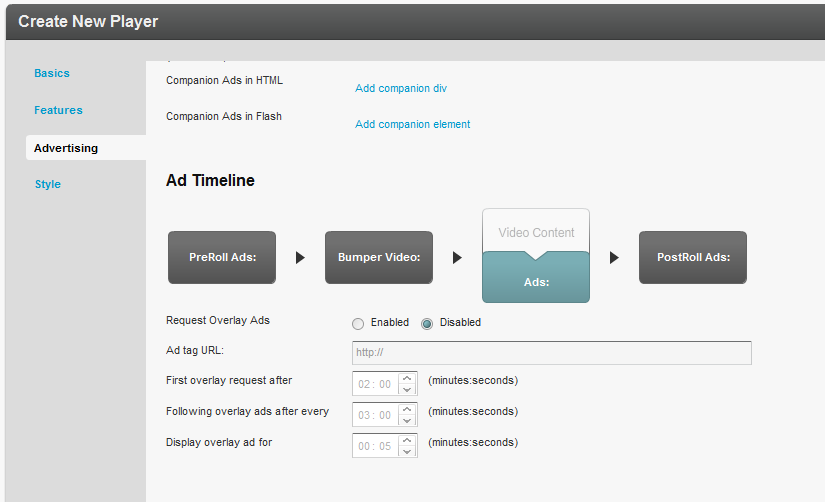 Create New Player
Basics
Features
Advertising
Style
Companion Ads in HTML Add companion div
Companion Ads in Flash Add companion element
Ad Timeline
PreRoll Ads: Bumper Video: Video Content Ads: PostRoll Ads:
Request Overlay Ads Enabled Disabled
Ad tag URL: http://
First overlay request after 02 : 00 (minutes:seconds)
Following overlay ads after every 03 : 00 (minutes:seconds)
Display overlay ad for 00 : 05 (minutes:seconds)